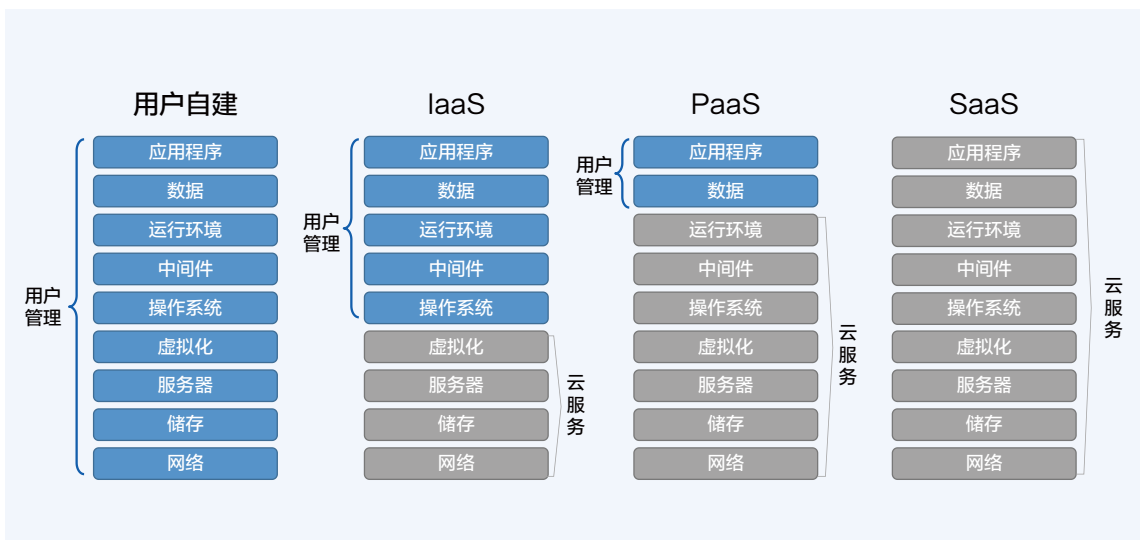 用户自建
应用程序
数据
运行环境
中间件
操作系统
虚拟化
服务器
储存
网络
用户
管理
IaaS
应用程序
数据
运行环境
中间件
操作系统
虚拟化
服务器
储存
网络
用户
管理
云
服
务
PaaS
应用程序
数据
运行环境
中间件
操作系统
虚拟化
服务器
储存
网络
用户
管理
云
服
务
SaaS
应用程序
数据
运行环境
中间件
操作系统
虚拟化
服务器
储存
网络
云
服
务